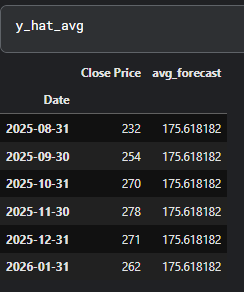 y_hat_avg
Close Price avg_forecast
Date
2025-08-31 232 175.618182
2025-09-30 254 175.618182
2025-10-31 270 175.618182
2025-11-30 278 175.618182
2025-12-31 271 175.618182
2026-01-31 262 175.618182